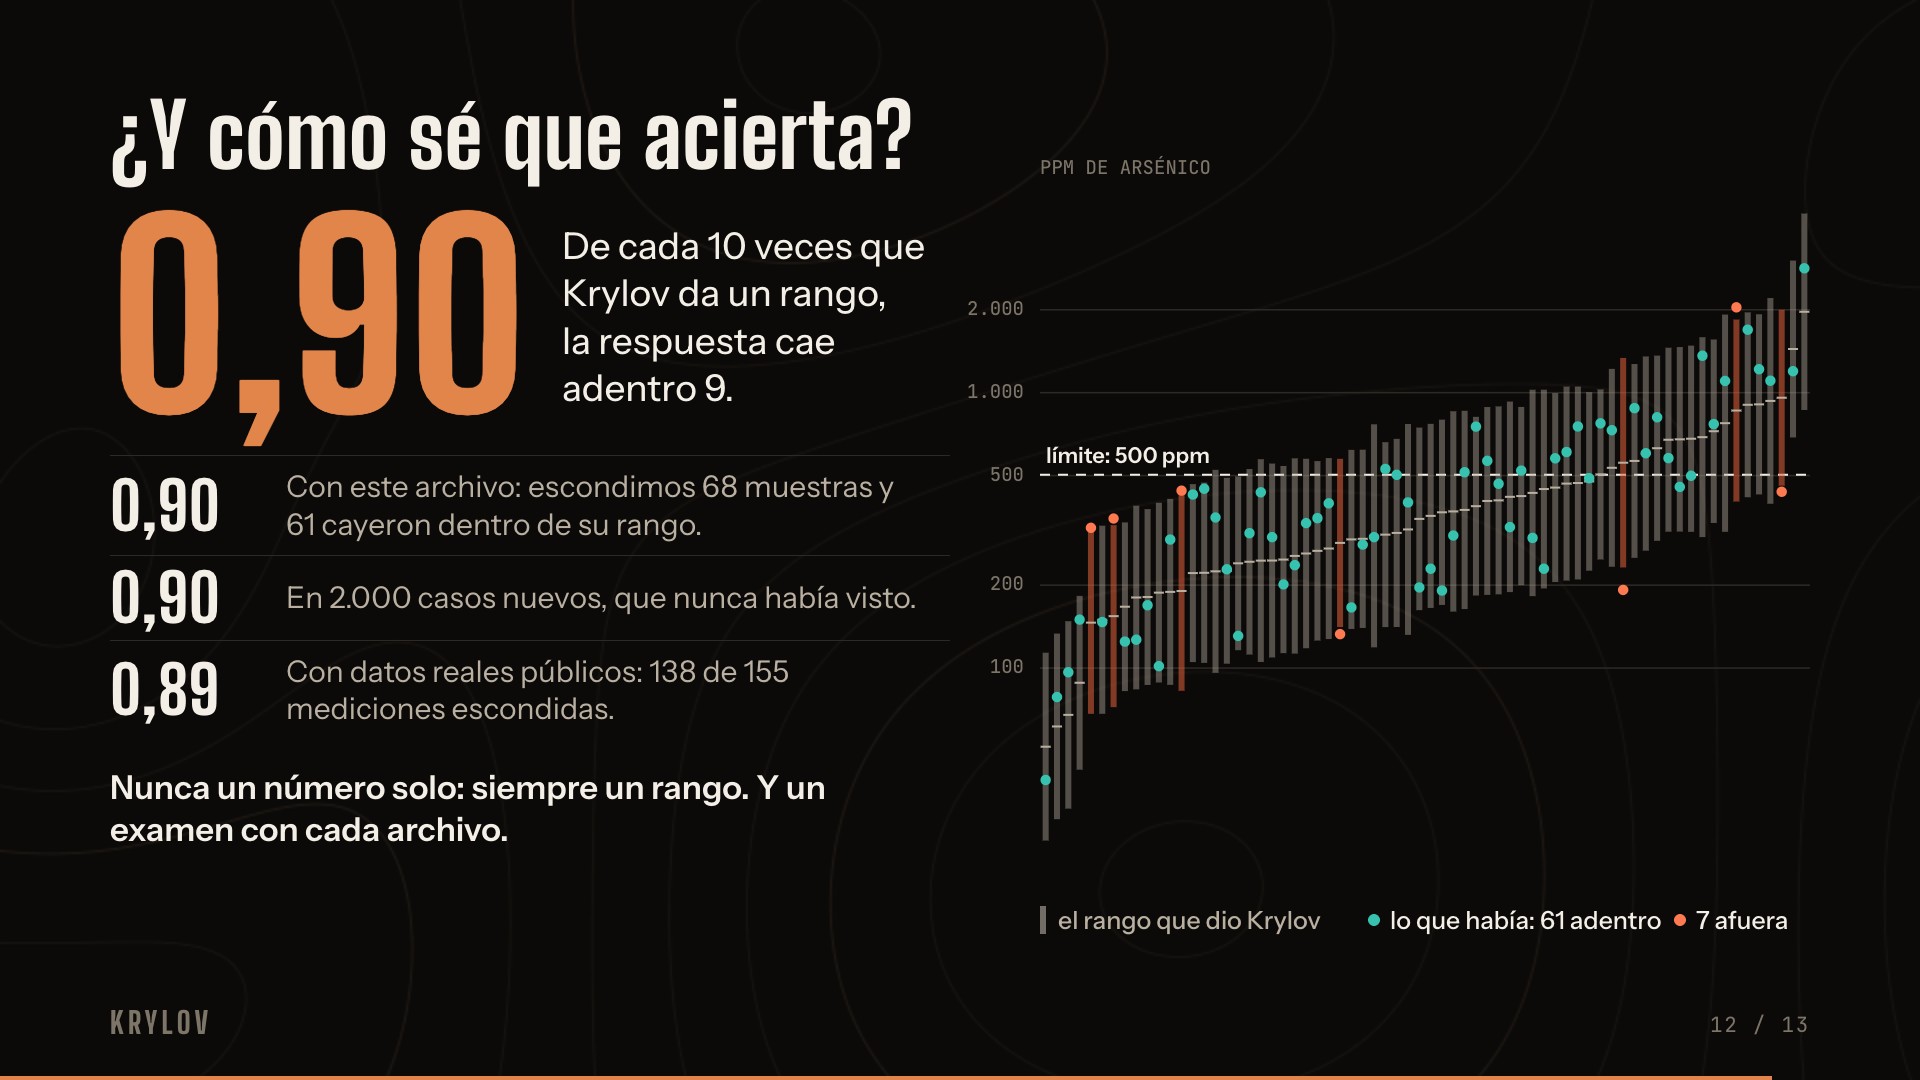 ¿Y cómo sé que acierta?
0,90
De cada 10 veces que
Krylov da un rango,
la respuesta cae
adentro 9.
0,90
Con este archivo: escondimos 68 muestras y
61 cayeron dentro de su rango.
0,90
En 2.000 casos nuevos, que nunca había visto.
0,89
Con datos reales públicos: 138 de 155
mediciones escondidas.
Nunca un número solo: siempre un rango. Y un
examen con cada archivo.
PPM DE ARSÉNICO
2.000
1.000
límite: 500 ppm
500
200
100
el rango que dio Krylov
lo que había: 61 adentro
7 afuera
KRYLOV
12 / 13